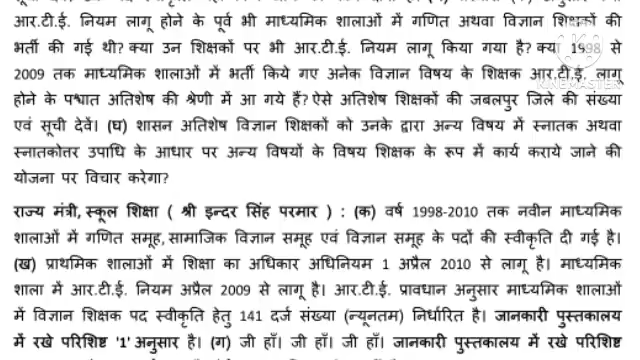 आर.टी.ई. नियम लागू होने के पूर्व भी माध्यमिक शालाओं में गणित अथवा विज्ञान शिक्षकों की
भर्ती की गई थी? क्या उन शिक्षकों पर भी आर.टी.ई. नियम लागू किया गया है? क्या 1998 से
2009 तक माध्यमिक शालाओं में भर्ती किये गए अनेक विज्ञान विषय के शिक्षक आर.टी.ई. लागू
KINEMASTER
होने के पश्चात अतिशेष की श्रेणी में आ गये हैं? ऐसे अतिशेष शिक्षकों की जबलपुर जिले की संख्या
एवं सूची देवें। (घ) शासन अतिशेष विज्ञान शिक्षकों को उनके द्वारा अन्य विषय में स्नातक अथवा
स्नातकोत्तर उपाधि के आधार पर अन्य विषयों के विषय शिक्षक के रूप में कार्य कराये जाने की
योजना पर विचार करेगा?
राज्य मंत्री, स्कूल शिक्षा ( श्री इन्दर सिंह परमार ) : (क) वर्ष 1998-2010 तक नवीन माध्यमिक
शालाओं में गणित समूह, सामाजिक विज्ञान समूह एवं विज्ञान समूह के पदों की स्वीकृति दी गई है।
(ख) प्राथमिक शालाओं में शिक्षा का अधिकार अधिनियम 1 अप्रैल 2010 से लागू है। माध्यमिक
शाला में आर.टी.ई. नियम अप्रैल 2009 से लागू है। आर.टी.ई. प्रावधान अनुसार माध्यमिक शालाओं
में विज्ञान शिक्षक पद स्वीकृति हेतु 141 दर्ज संख्या (न्यूनतम) निर्धारित है। जानकारी पुस्तकालय
में रखे परिशिष्ट '1' अनुसार है। (ग) जी हाँ। जी हाँ। जी हाँ। जानकारी पुस्तकालय में रखे परिशिष्ट